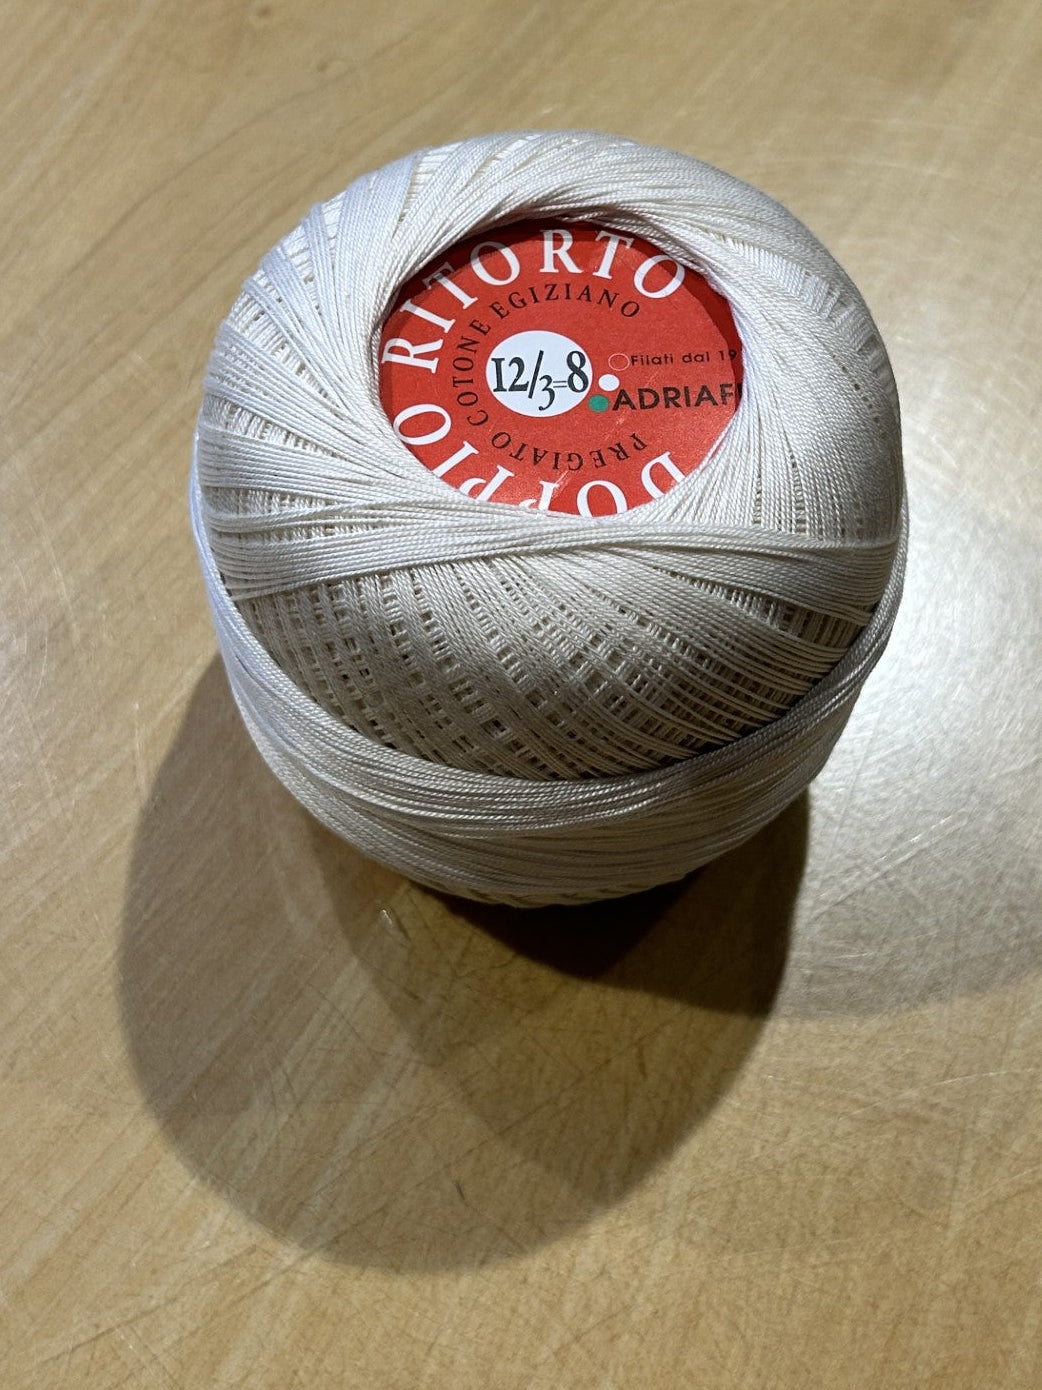 DOPPIO RITORTO
PREGIATO COTONE EGIZIANO
12/3=8
Filati dal 19
ADRIAF